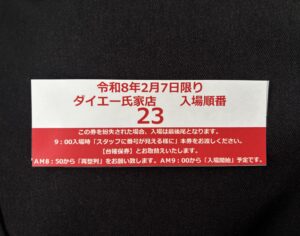 令和8年2月7日限り
ダイエー氏家店　入場順番
23
この券を紛失された場合、入場は最後尾となります。
9：00入場時「スタッフに番号が見える様に」本券をお渡しください。
【台確保券】とお取替えいたします。
AM8：50から「再整列」をお願い致します。AM9：00から「入場開始」予定です。